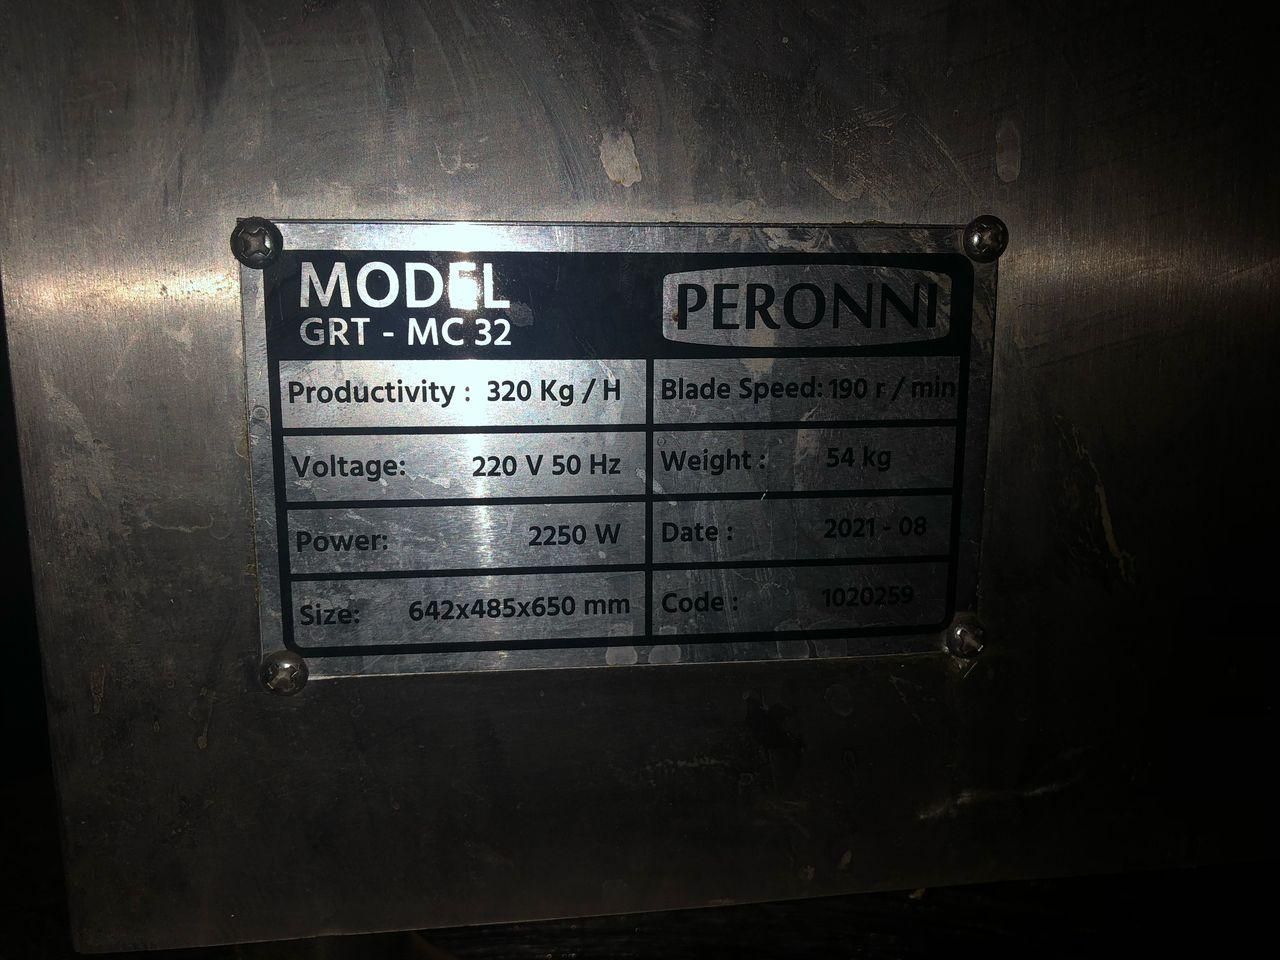 MODEL
GRT - MC 32
PERONNI
Productivity : 320 Kg / H
Blade Speed: 190 r / min
Voltage: 220 V 50 Hz
Weight : 54 kg
Power: 2250 W
Date : 2021 - 08
Size: 642x485x650 mm
Code : 1020259